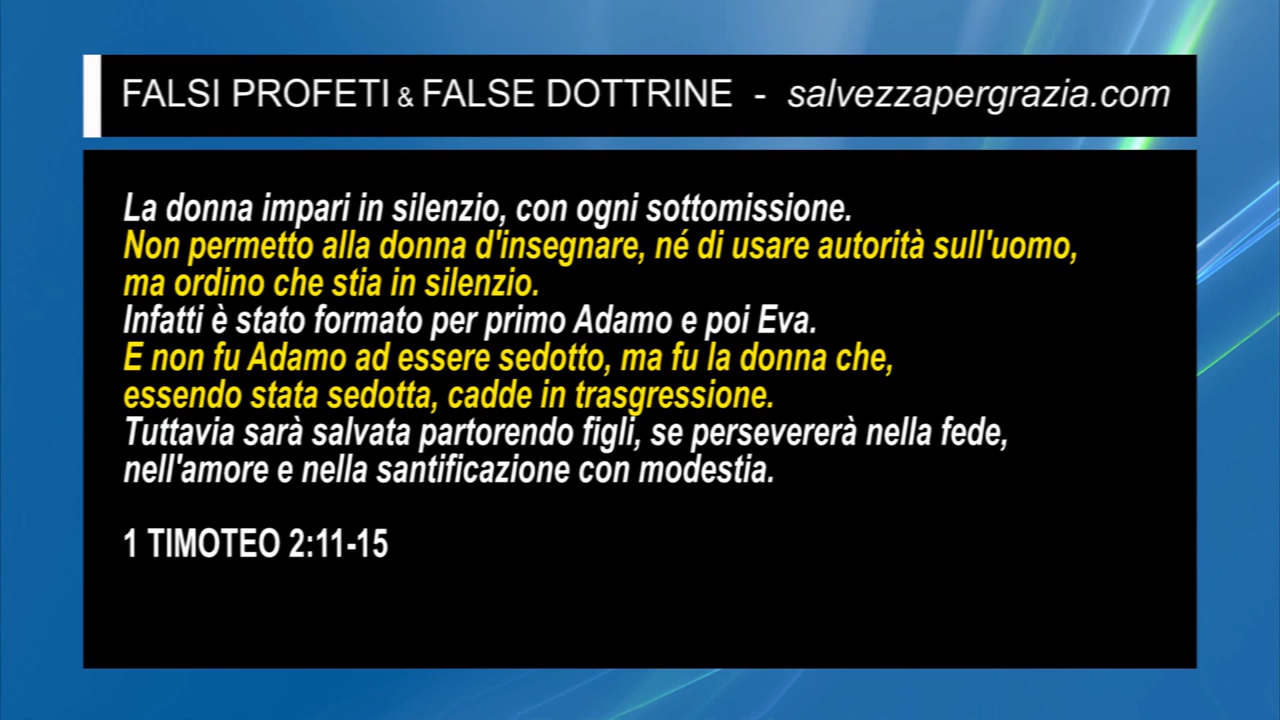 FALSI PROFETI & FALSE DOTTRINE - salvezzapergrazia.com
La donna impari in silenzio, con ogni sottomissione.
Non permetto alla donna d'insegnare, né di usare autorità sull'uomo,
ma ordino che stia in silenzio.
Infatti è stato formato per primo Adamo e poi Eva.
E non fu Adamo ad essere sedotto, ma fu la donna che,
essendo stata sedotta, cadde in trasgressione.
Tuttavia sarà salvata partorendo figli, se persevererà nella fede,
nell'amore e nella santificazione con modestia.
1 TIMOTEO 2:11-15